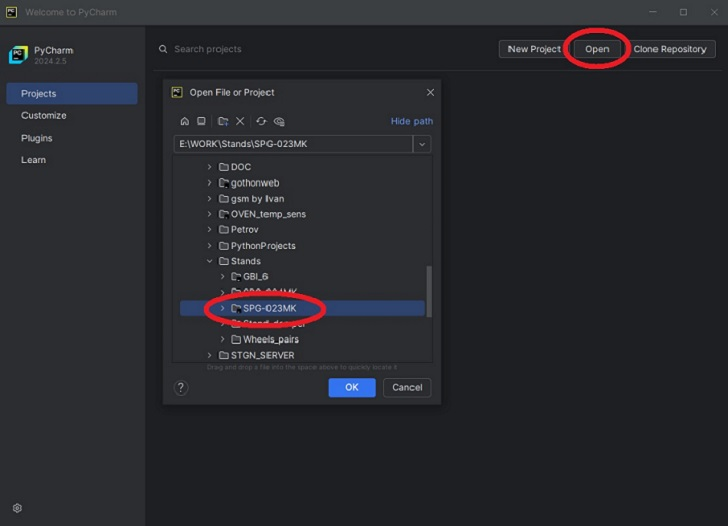 Welcome to PyCharm
PyCharm
2024.2.5
Search projects
New Project
Open
Clone Repository
Projects
Customize
Plugins
Learn
Open File or Project
Hide path
E:\WORK\Stands\SPG-023MK
DOC
gothonweb
gsm by Ivan
OVEN_temp_sens
Petrov
PythonProjects
Stands
GBI_6
SPG-023MK
Wheels_pairs
STGN_SERVER
Drag and drop a file into the space above to quickly locate it
?
OK
Cancel